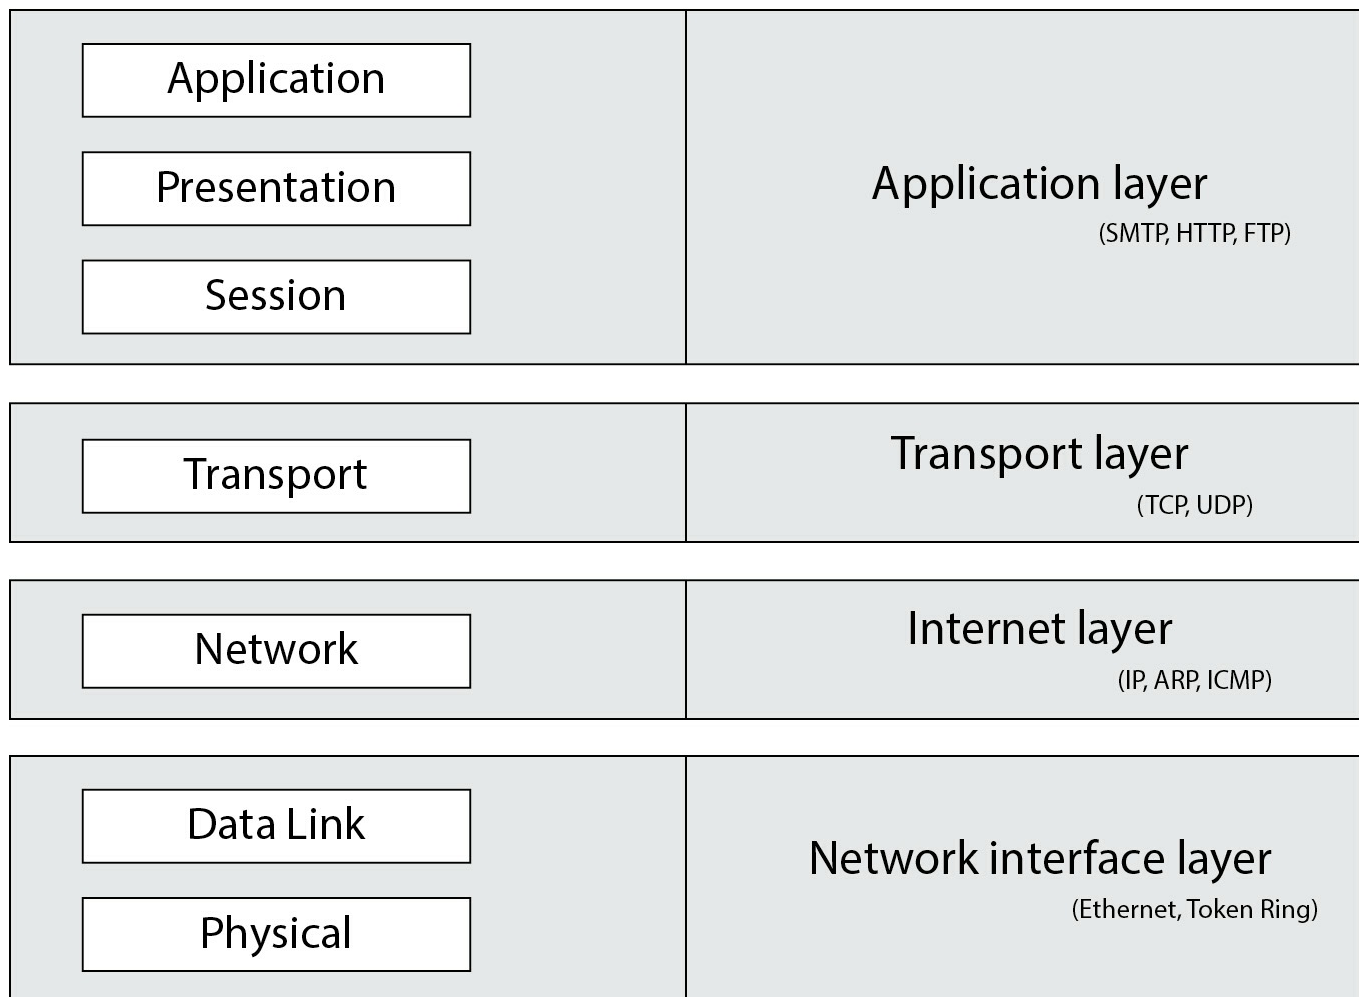 Application
Presentation
Session
Application layer
(SMTP, HTTP, FTP)
Transport
Transport layer
(TCP, UDP)
Network
Internet layer
(IP, ARP, ICMP)
Data Link
Physical
Network interface layer
(Ethernet, Token Ring)